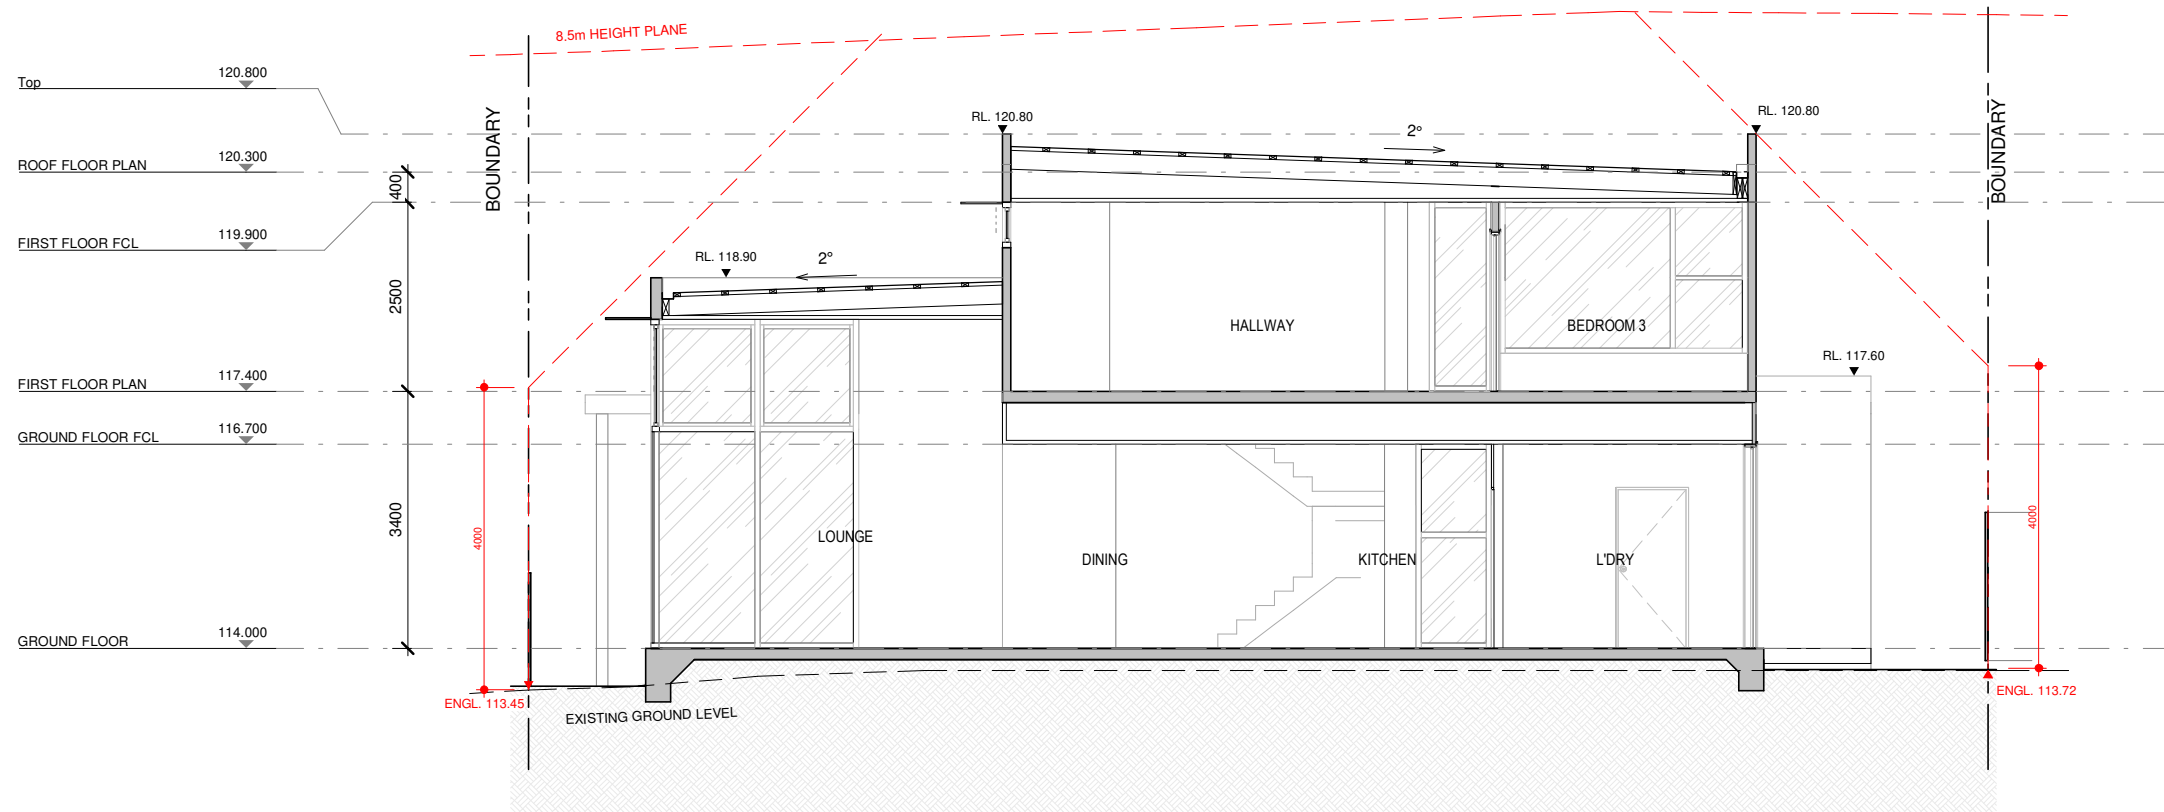 8.5m HEIGHT PLANE
Top 120.800
BOUNDARY
RL. 120.80
2°
RL. 120.80
BOUNDARY
ROOF FLOOR PLAN 120.300
400
FIRST FLOOR FCL 119.900
RL. 118.90
2°
2500
HALLWAY
BEDROOM 3
RL. 117.60
FIRST FLOOR PLAN 117.400
GROUND FLOOR FCL 116.700
3400
4000
LOUNGE
DINING
KITCHEN
L'DRY
4000
GROUND FLOOR 114.000
ENGL. 113.45
EXISTING GROUND LEVEL
ENGL. 113.72